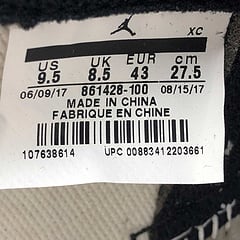 XC
US UK EUR cm
9.5 8.5 43 27.5
06/09/17 861428-100 08/15/17
MADE IN CHINA
FABRIQUE EN CHINE
107638614 UPC 00883412203661